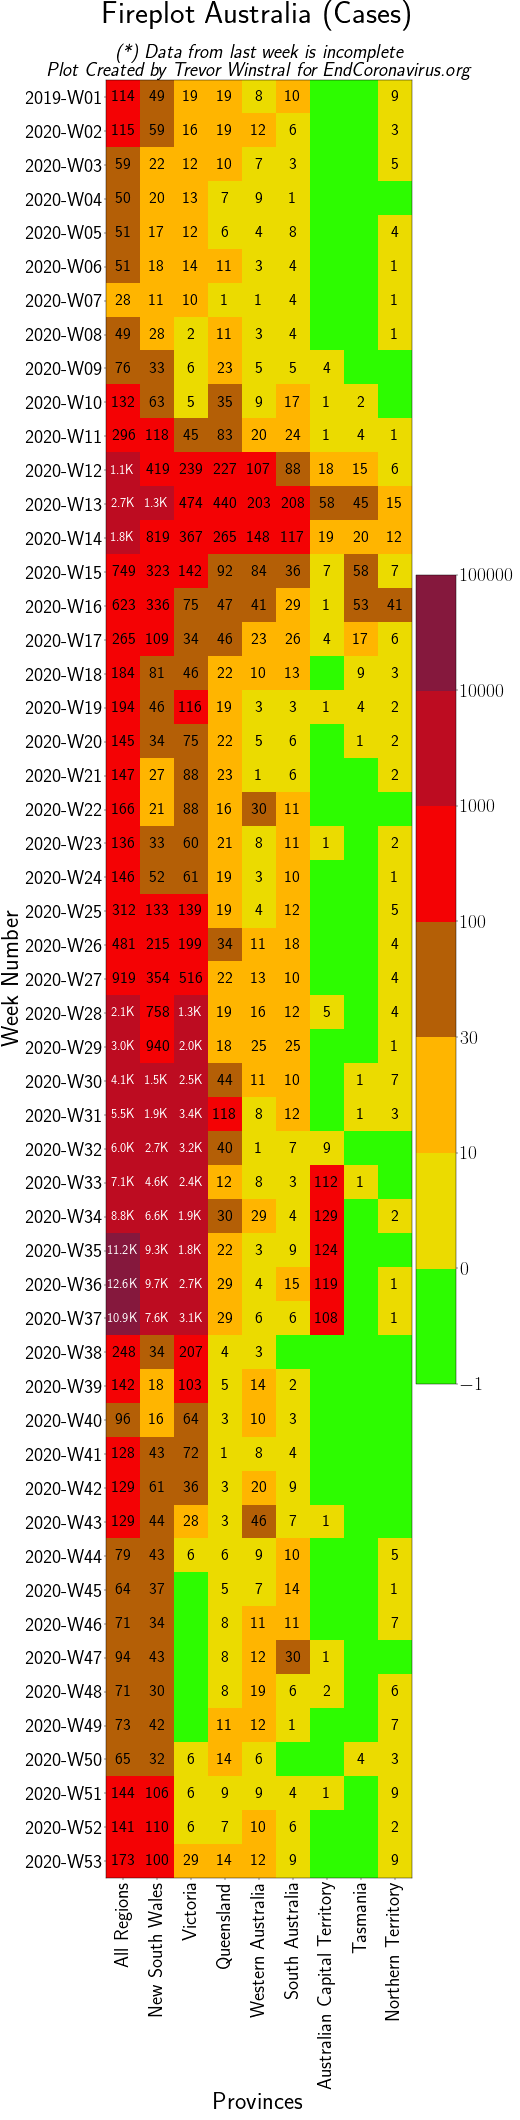 Fireplot Australia (Cases)
(*) Data from last week is incomplete
Plot Created by Trevor Winstral for EndCoronavirus.org
2019-W01 114 49 19 19 8 10 9
2020-W02 115 59 16 19 12 6 3
2020-W03 59 22 12 10 7 3 5
2020-W04 50 20 13 7 9 1
2020-W05 51 17 12 6 4 8 4
2020-W06 51 18 14 11 3 4 1
2020-W07 28 11 10 1 1 4 1
2020-W08 49 28 2 11 3 4 1
2020-W09 76 33 6 23 5 5 4
2020-W10 132 63 5 35 9 17 1 2
2020-W11 296 118 45 83 20 24 1 4 1
2020-W12 1.1K 419 239 227 107 88 18 15 6
2020-W13 2.7K 1.3K 474 440 203 208 58 45 15
2020-W14 1.8K 819 367 265 148 117 19 20 12
2020-W15 749 323 142 92 84 36 7 58 7
2020-W16 623 336 75 47 41 29 1 53 41
2020-W17 265 109 34 46 23 26 4 17 6
2020-W18 184 81 46 22 10 13 9 3
2020-W19 194 46 116 19 3 3 1 4 2
2020-W20 145 34 75 22 5 6 1 2
2020-W21 147 27 88 23 1 6 2
2020-W22 166 21 88 16 30 11
2020-W23 136 33 60 21 8 11 1 2
2020-W24 146 52 61 19 3 10 1
2020-W25 312 133 139 19 4 12 5
2020-W26 481 215 199 34 11 18 4
2020-W27 919 354 516 22 13 10 4
2020-W28 2.1K 758 1.3K 19 16 12 5 4
2020-W29 3.0K 940 2.0K 18 25 25 1
2020-W30 4.1K 1.5K 2.5K 44 11 10 1 7
2020-W31 5.5K 1.9K 3.4K 118 8 12 1 3
2020-W32 6.0K 2.7K 3.2K 40 1 7 9
2020-W33 7.1K 4.6K 2.4K 12 8 3 112 1
2020-W34 8.8K 6.6K 1.9K 30 29 4 129 2
2020-W35 11.2K 9.3K 1.8K 22 3 9 124
2020-W36 12.6K 9.7K 2.7K 29 4 15 119 1
2020-W37 10.9K 7.6K 3.1K 29 6 6 108 1
2020-W38 248 34 207 4 3
2020-W39 142 18 103 5 14 2
2020-W40 96 16 64 3 10 3
2020-W41 128 43 72 1 8 4
2020-W42 129 61 36 3 20 9
2020-W43 129 44 28 3 46 7 1
2020-W44 79 43 6 6 9 10 5
2020-W45 64 37 5 7 14 1
2020-W46 71 34 8 11 11 7
2020-W47 94 43 8 12 30 1
2020-W48 71 30 8 19 6 2 6
2020-W49 73 42 11 12 1 7
2020-W50 65 32 6 14 6 4 3
2020-W51 144 106 6 9 9 4 1 9
2020-W52 141 110 6 7 10 6 2
2020-W53 173 100 29 14 12 9 9
Week Number
100000
10000
1000
100
30
10
0
−1
All Regions
New South Wales
Victoria
Queensland
Western Australia
South Australia
Australian Capital Territory
Tasmania
Northern Territory
Provinces